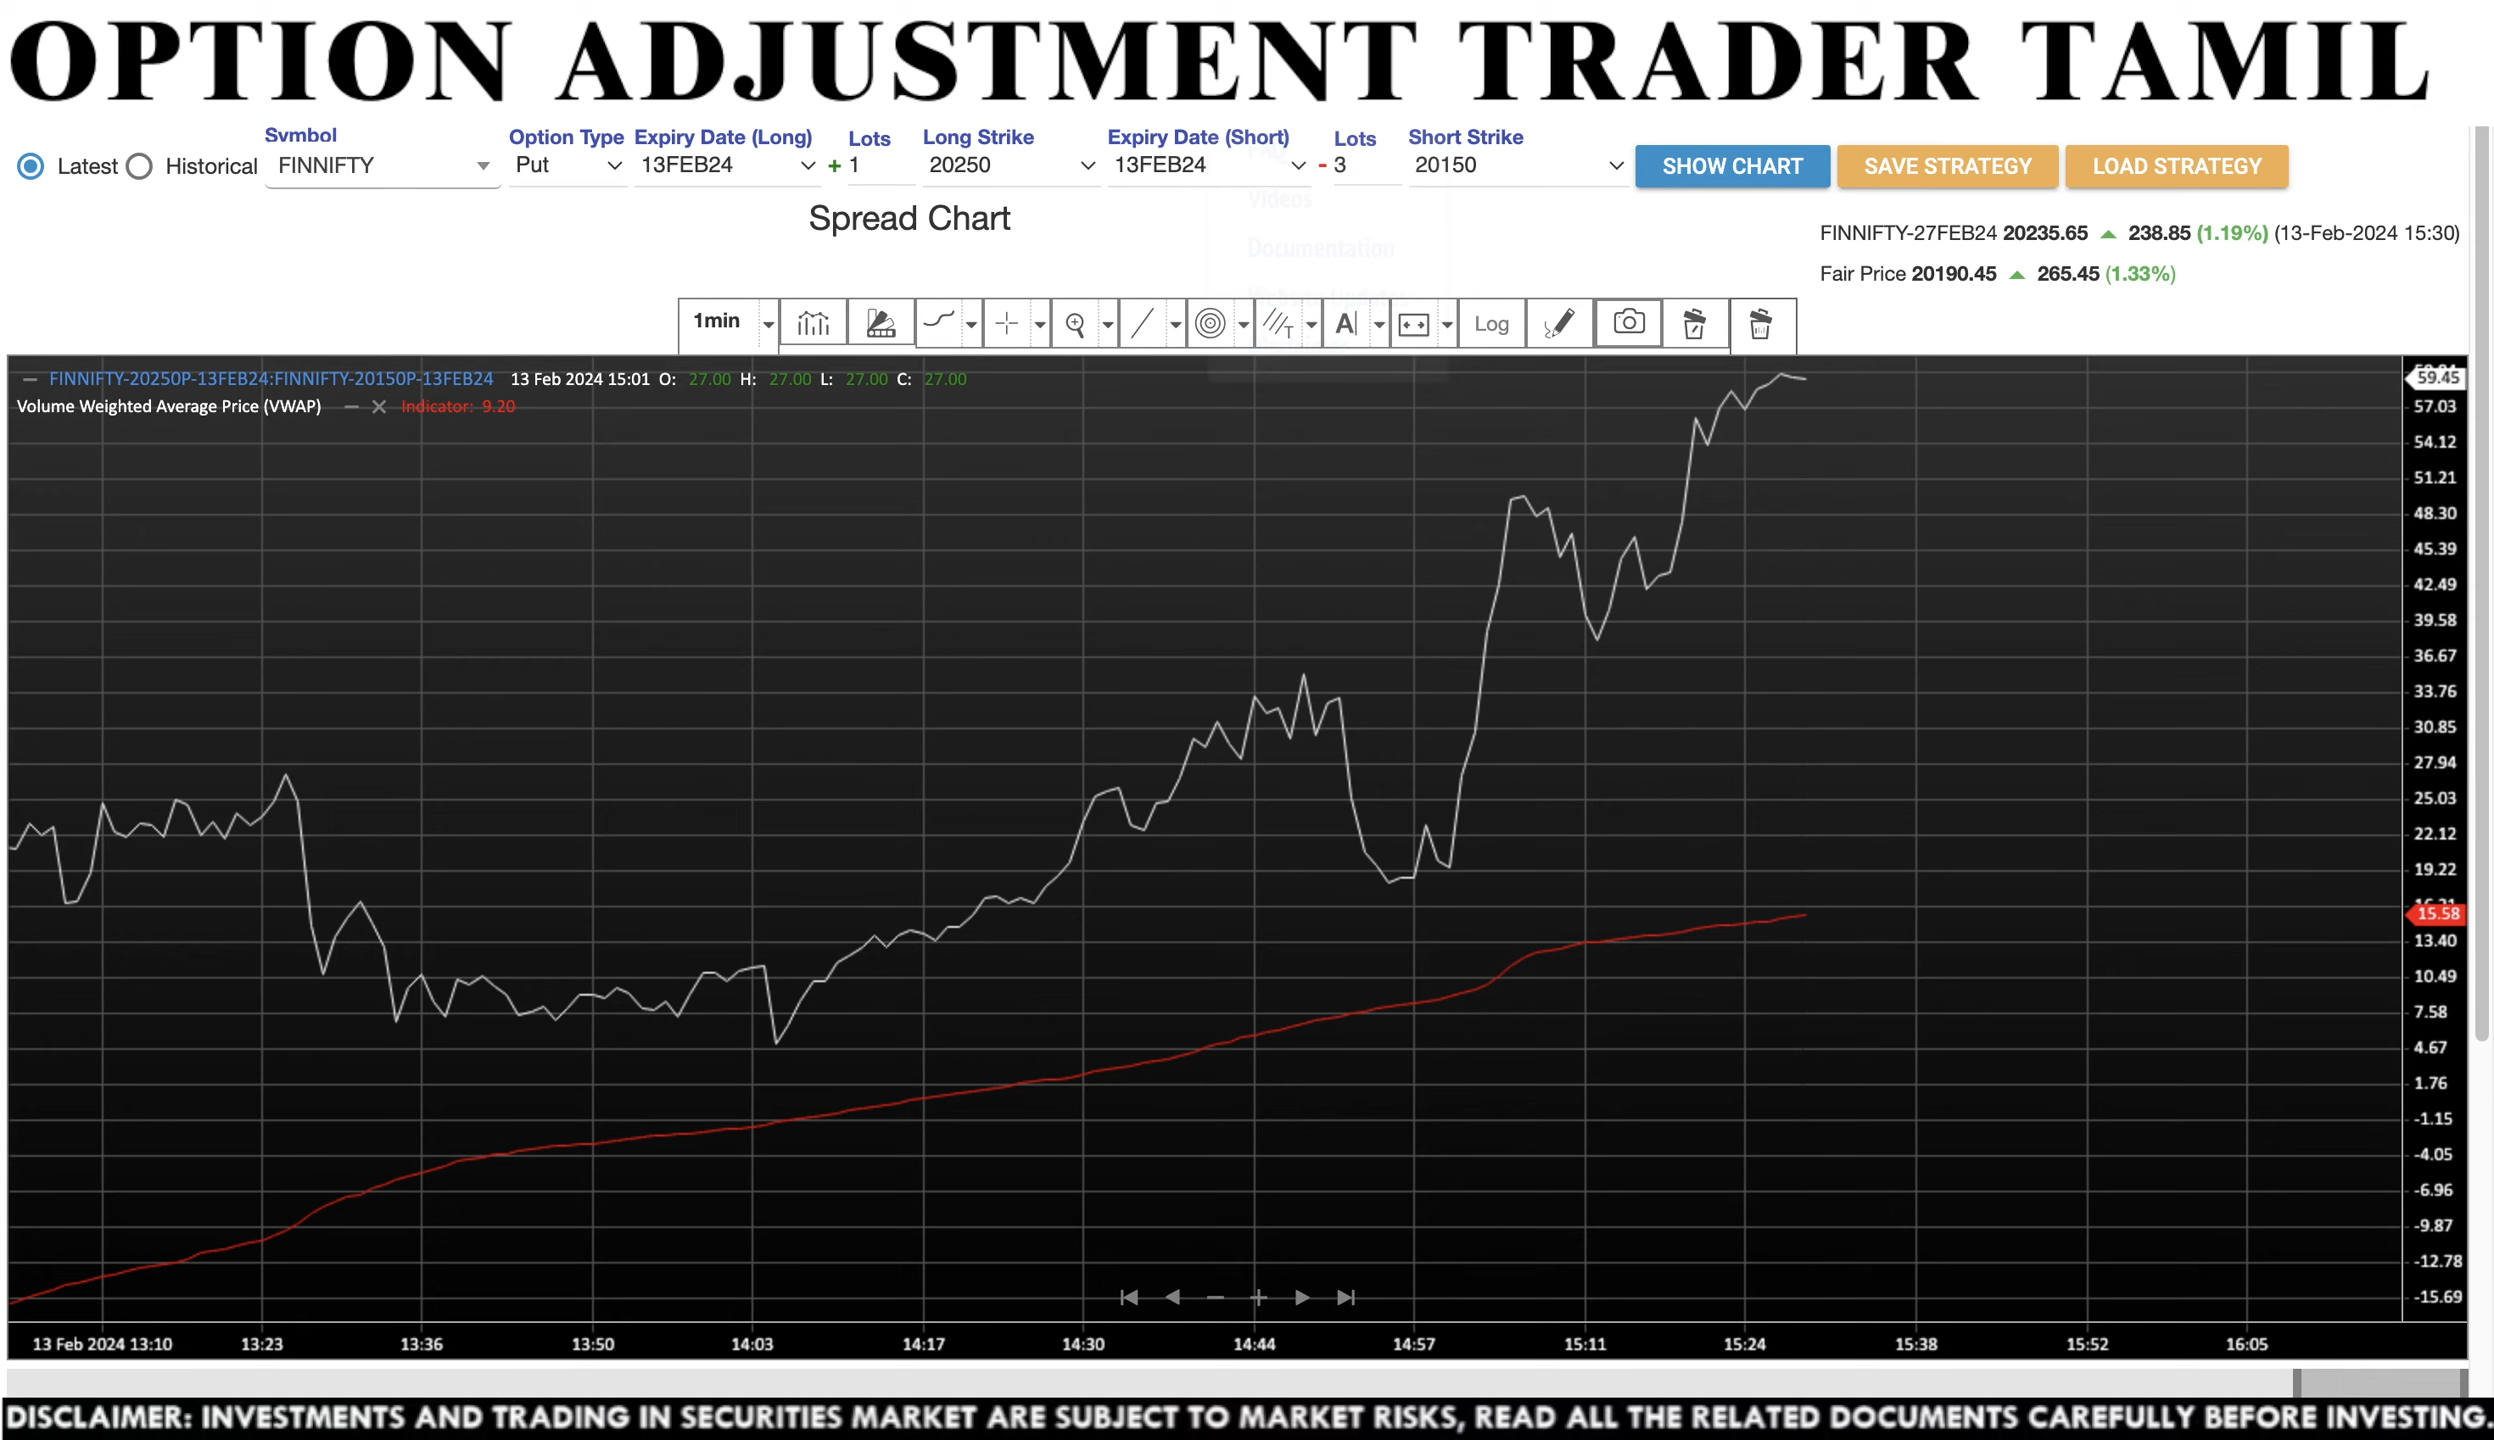 OPTION ADJUSTMENT TRADER TAMIL
Symbol Option Type Expiry Date (Long) Lots Long Strike Expiry Date (Short) Lots Short Strike
Latest Historical FINNIFTY Put 13FEB24 + 1 20250 13FEB24 - 3 20150 SHOW CHART SAVE STRATEGY LOAD STRATEGY
Videos
Spread Chart
Documentation
FINNIFTY-27FEB24 20235.65 ▲ 238.85 (1.19%) (13-Feb-2024 15:30)
Fair Price 20190.45 ▲ 265.45 (1.33%)
1min A Log
FINNIFTY-20250P-13FEB24:FINNIFTY-20150P-13FEB24 13 Feb 2024 15:01 O: 27.00 H: 27.00 L: 27.00 C: 27.00
Volume Weighted Average Price (VWAP) Indicator: 9.20
59.45
57.03
54.12
51.21
48.30
45.39
42.49
39.58
36.67
33.76
30.85
27.94
25.03
22.12
19.22
15.58
13.40
10.49
7.58
4.67
1.76
-1.15
-4.05
-6.96
-9.87
-12.78
-15.69
13 Feb 2024 13:10 13:23 13:36 13:50 14:03 14:17 14:30 14:44 14:57 15:11 15:24 15:38 15:52 16:05
DISCLAIMER: INVESTMENTS AND TRADING IN SECURITIES MARKET ARE SUBJECT TO MARKET RISKS, READ ALL THE RELATED DOCUMENTS CAREFULLY BEFORE INVESTING.